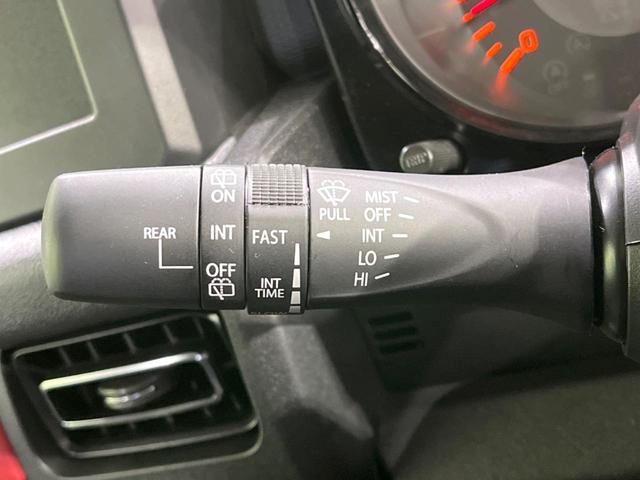 REAR
ON
INT
OFF
FAST
INT
TIME
PULL
MIST
OFF
INT
LO
HI